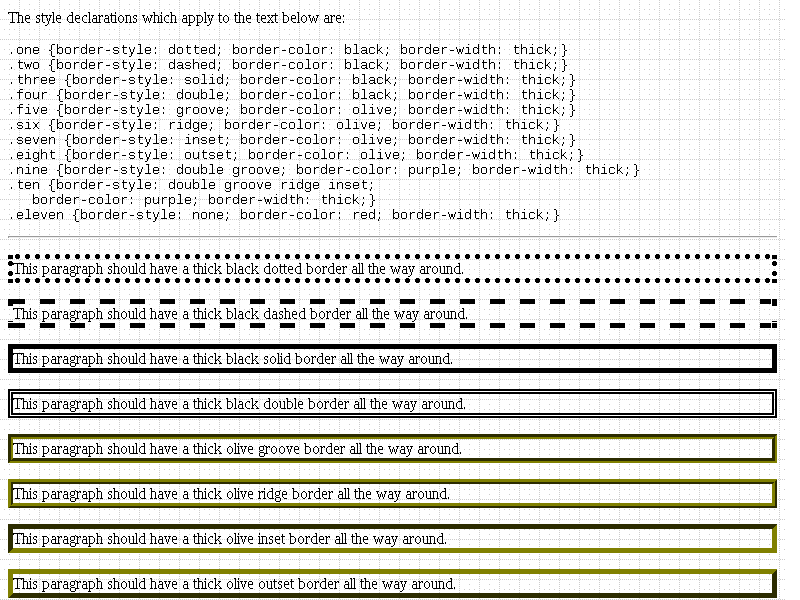 The style declarations which apply to the text below are:
.one {border-style: dotted; border-color: black; border-width: thick;}
.two {border-style: dashed; border-color: black; border-width: thick;}
.three {border-style: solid; border-color: black; border-width: thick;}
.four {border-style: double; border-color: black; border-width: thick;}
.five {border-style: groove; border-color: olive; border-width: thick;}
.six {border-style: ridge; border-color: olive; border-width: thick;}
.seven {border-style: inset; border-color: olive; border-width: thick;}
.eight {border-style: outset; border-color: olive; border-width: thick;}
.nine {border-style: double groove; border-color: purple; border-width: thick;}
.ten {border-style: double groove ridge inset;
border-color: purple; border-width: thick;}
.eleven {border-style: none; border-color: red; border-width: thick;}
This paragraph should have a thick black dotted border all the way around.
This paragraph should have a thick black dashed border all the way around.
This paragraph should have a thick black solid border all the way around.
This paragraph should have a thick black double border all the way around.
This paragraph should have a thick olive groove border all the way around.
This paragraph should have a thick olive ridge border all the way around.
This paragraph should have a thick olive inset border all the way around.
This paragraph should have a thick olive outset border all the way around.